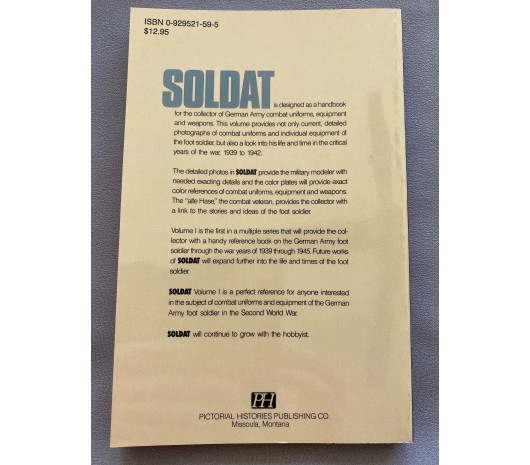 ISBN 0-929521-59-5
$12.95
SOLDAT is designed as a handbook
for the collector of German Army combat uniforms, equipment
and weapons. This volume provides not only current, detailed
photographs of combat uniforms and individual equipment of
the foot soldier, but also a look into his life and time in the critical
years of the war, 1939 to 1942.
The detailed photos in SOLDAT provide the military modeler with
needed exacting details and the color plates will provide exact
color references of combat uniforms, equipment and weapons.
The "alte Hase," the combat veteran, provides the collector with
a link to the stories and ideas of the foot soldier.
Volume I is the first in a multiple series that will provide the col-
lector with a handy reference book on the German Army foot
soldier through the war years of 1939 through 1945. Future works
of SOLDAT will expand further into the life and times of the foot
soldier.
SOLDAT Volume I is a perfect reference for anyone interested
in the subject of combat uniforms and equipment of the German
Army foot soldier in the Second World War.
SOLDAT will continue to grow with the hobbyist.
PH
PICTORIAL HISTORIES PUBLISHING CO.
Missoula, Montana